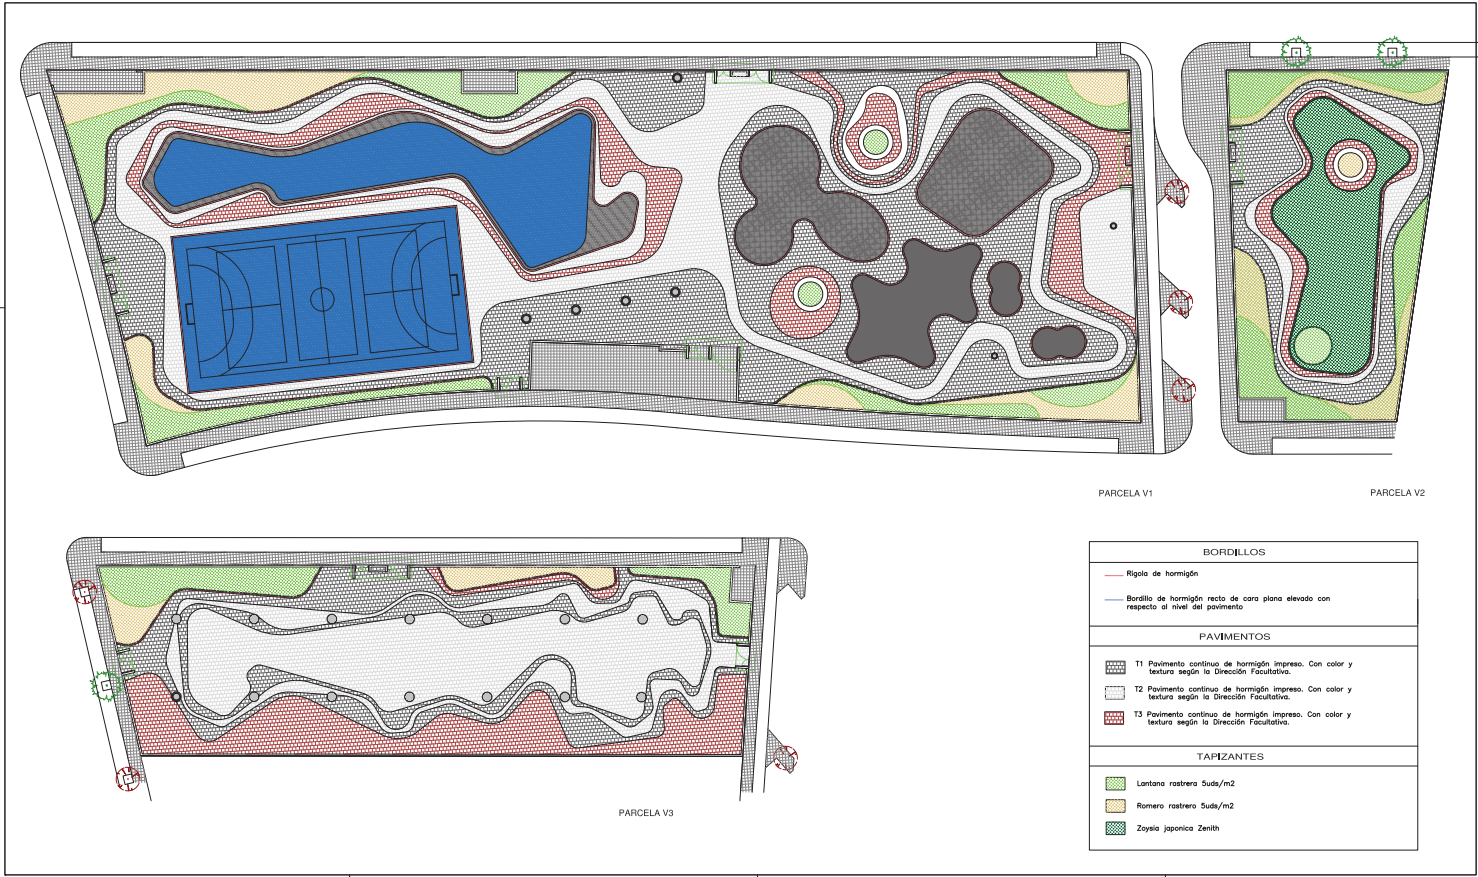 PARCELA V1
PARCELA V2
PARCELA V3
BORDILLOS
Rigola de hormigón
Bordillo de hormigón recto de cara plana elevado con
respecto al nivel del pavimento
PAVIMENTOS
T1 Pavimento continuo de hormigón impreso. Con color y
textura según la Dirección Facultativa.
T2 Pavimento continuo de hormigón impreso. Con color y
textura según la Dirección Facultativa.
T3 Pavimento continuo de hormigón impreso. Con color y
textura según la Dirección Facultativa.
TAPIZANTES
Lantana rastrera 5uds/m2
Romero rastrero 5uds/m2
Zoysia japonica Zenith